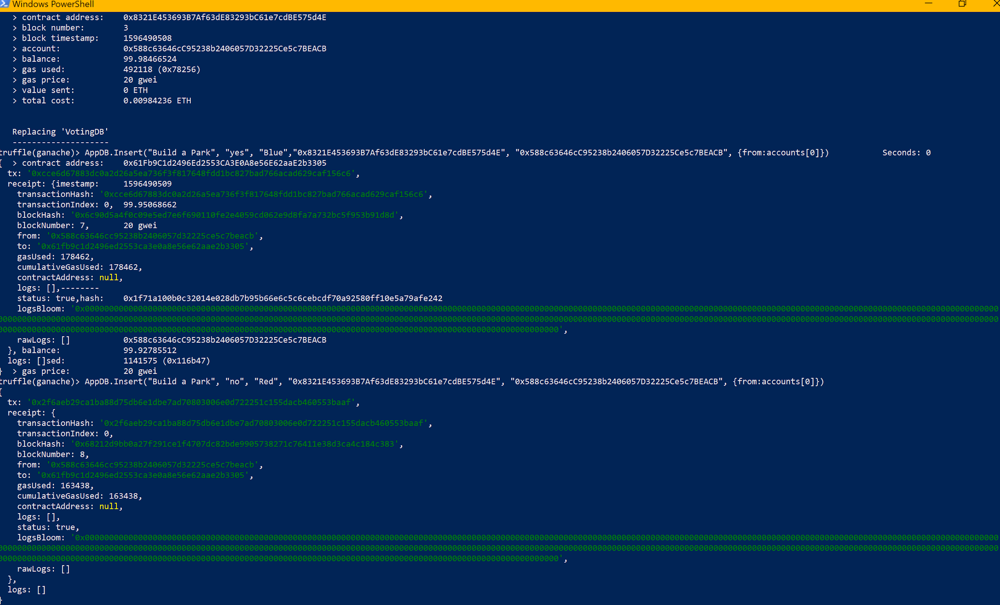 Windows PowerShell
> contract address:    0x8321E453693B7Af63dE83293bC61e7cdBE575d4E
> block number:        3
> block timestamp:     1596490508
> account:             0x588c63646cC95238b2406057D32225Ce5c7BEACB
> balance:             99.98466524
> gas used:            492118 (0x78256)
> gas price:           20 gwei
> value sent:          0 ETH
> total cost:          0.00984236 ETH
Replacing 'VotingDB'
--------------------
truffle(ganache)> AppDB.Insert("Build a Park", "yes", "Blue","0x8321E453693B7Af63dE83293bC61e7cdBE575d4E", "0x588c63646cC95238b2406057D32225Ce5c7BEACB", {from:accounts[0]})           Seconds: 0
{  > contract address:    0x61Fb9C1d2496Ed2553CA3E0A8e56E62aaE2b3305
tx: '0xcce6d67883dc0a2d26a5ea736f3f817648fdd1bc827bad766acad629caf156c6',
receipt: {imestamp:     1596490509
transactionHash: '0xcce6d67883dc0a2d26a5ea736f3f817648fdd1bc827bad766acad629caf156c6',
transactionIndex: 0,  99.95068662
blockHash: '0x6c90d5a4f0c09e5ed7e6f690110fe2e4059cd062e9d8fa7a732bc5f953b91d8d',
blockNumber: 7,       20 gwei
from: '0x588c63646cc95238b2406057d32225ce5c7beacb',
to: '0x61fb9c1d2496ed2553ca3e0a8e56e62aae2b3305',
gasUsed: 178462,
cumulativeGasUsed: 178462,
contractAddress: null,
logs: [],--------
status: true,hash:    0x1f71a100b0c32014e028db7b95b66e6c5c6cebcdf70a92580ff10e5a79afe242
logsBloom: '0x000000000000000000000000000000000000000000000000000000000000000000000000000000000000000000000000000000000000000000000000000000000000000000000000000000000000000000000000000000000000000000000
000000000000000000000000000000000000000000000000000000000000000000000000000000000000000000000000000000000000000000000000000000000000000000000000000000000000000000000000000000000000000000000000000000000000000
00000000000000000000000000000000000000000000000000000000000000000000000000000000000000000000000000000000000000000000',
rawLogs: []           0x588c63646cC95238b2406057D32225Ce5c7BEACB
}, balance:             99.92785512
logs: []sed:            1141575 (0x116b47)
}  > gas price:           20 gwei
truffle(ganache)> AppDB.Insert("Build a Park", "no", "Red", "0x8321E453693B7Af63dE83293bC61e7cdBE575d4E", "0x588c63646cC95238b2406057D32225Ce5c7BEACB", {from:accounts[0]})
{
tx: '0x2f6aeb29ca1ba88d75db6e1dbe7ad70803006e0d722251c155dacb460553baaf',
receipt: {
transactionHash: '0x2f6aeb29ca1ba88d75db6e1dbe7ad70803006e0d722251c155dacb460553baaf',
transactionIndex: 0,
blockHash: '0x68212d9bb0a27f291ce1f4707dc82bde9905738271c76411e38d3ca4c184c383',
blockNumber: 8,
from: '0x588c63646cc95238b2406057d32225ce5c7beacb',
to: '0x61fb9c1d2496ed2553ca3e0a8e56e62aae2b3305',
gasUsed: 163438,
cumulativeGasUsed: 163438,
contractAddress: null,
logs: [],
status: true,
logsBloom: '0x000000000000000000000000000000000000000000000000000000000000000000000000000000000000000000000000000000000000000000000000000000000000000000000000000000000000000000000000000000000000000000000
000000000000000000000000000000000000000000000000000000000000000000000000000000000000000000000000000000000000000000000000000000000000000000000000000000000000000000000000000000000000000000000000000000000000000
00000000000000000000000000000000000000000000000000000000000000000000000000000000000000000000000000000000000000000000',
rawLogs: []
},
logs: []
}